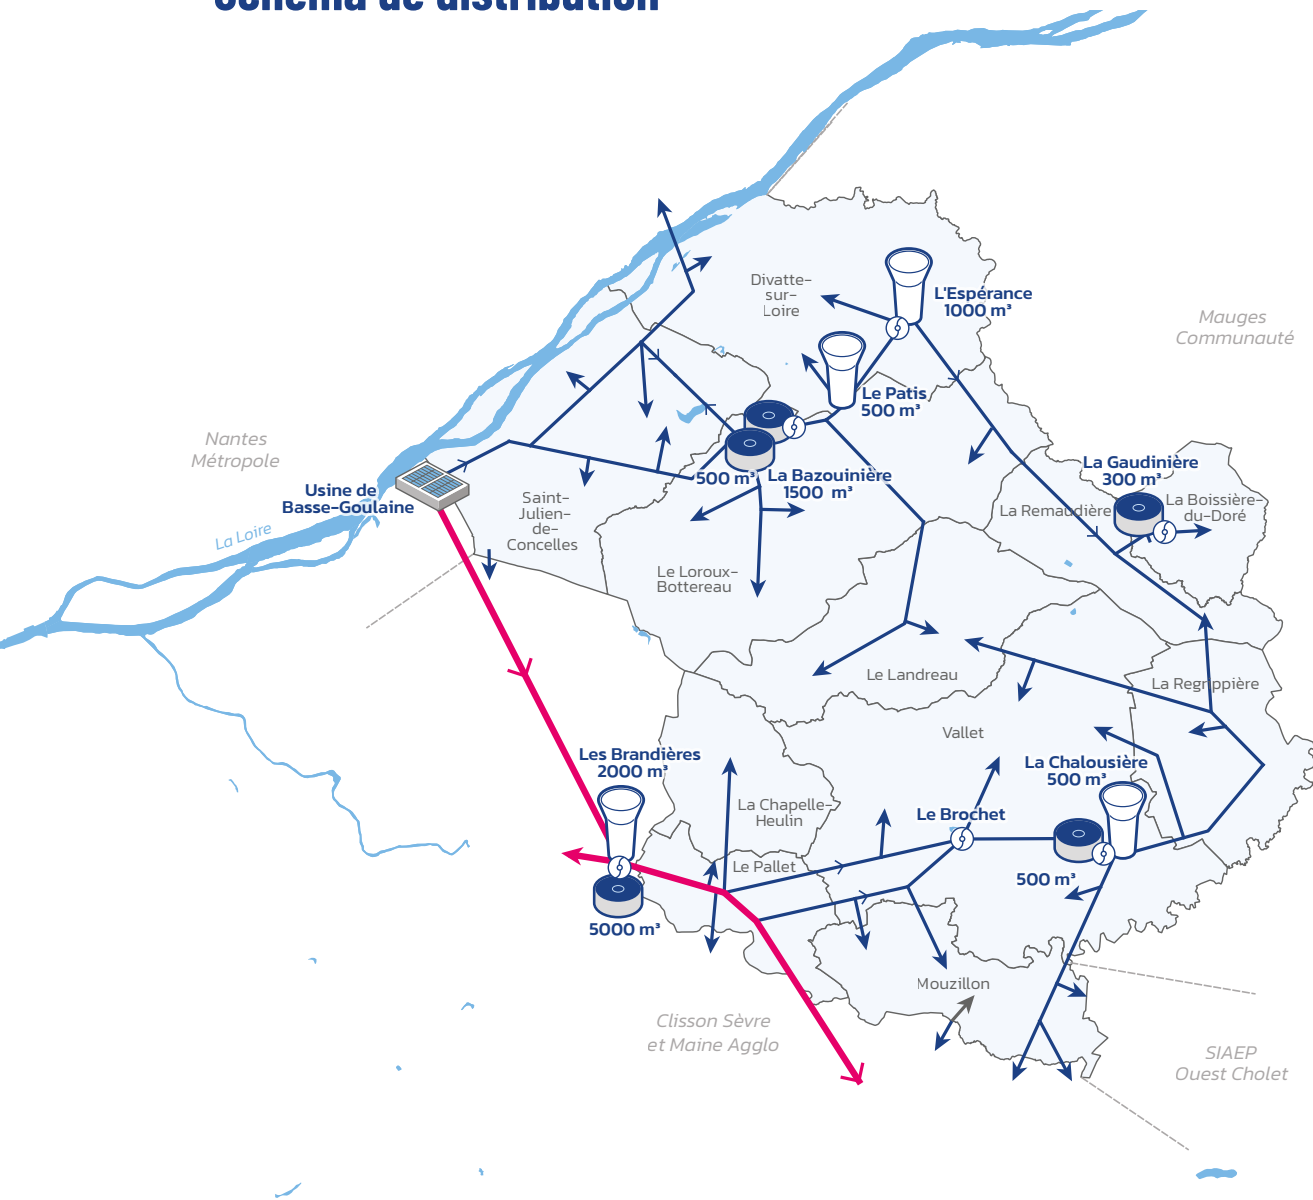 Schéma de distribution
Divatte-
sur-
Loire
L'Espérance
1000 m³
Mauges
Communauté
Le Patis
500 m³
Nantes
Métropole
La Gaudinière
300 m³
500 m³
La Bazouinière
1500 m³
Usine de
Basse-Goulaine
Saint-
Julien-
de-
Concelles
La Remaudière
La Boissière-
du-Doré
La Loire
Le Loroux-
Bottereau
Le Landreau
La Regrippière
Vallet
Les Brandières
2000 m³
La Chalousière
500 m³
La Chapelle-
Heulin
Le Brochet
Le Pallet
500 m³
5000 m³
Mouzillon
Clisson Sèvre
et Maine Agglo
SIAEP
Ouest Cholet